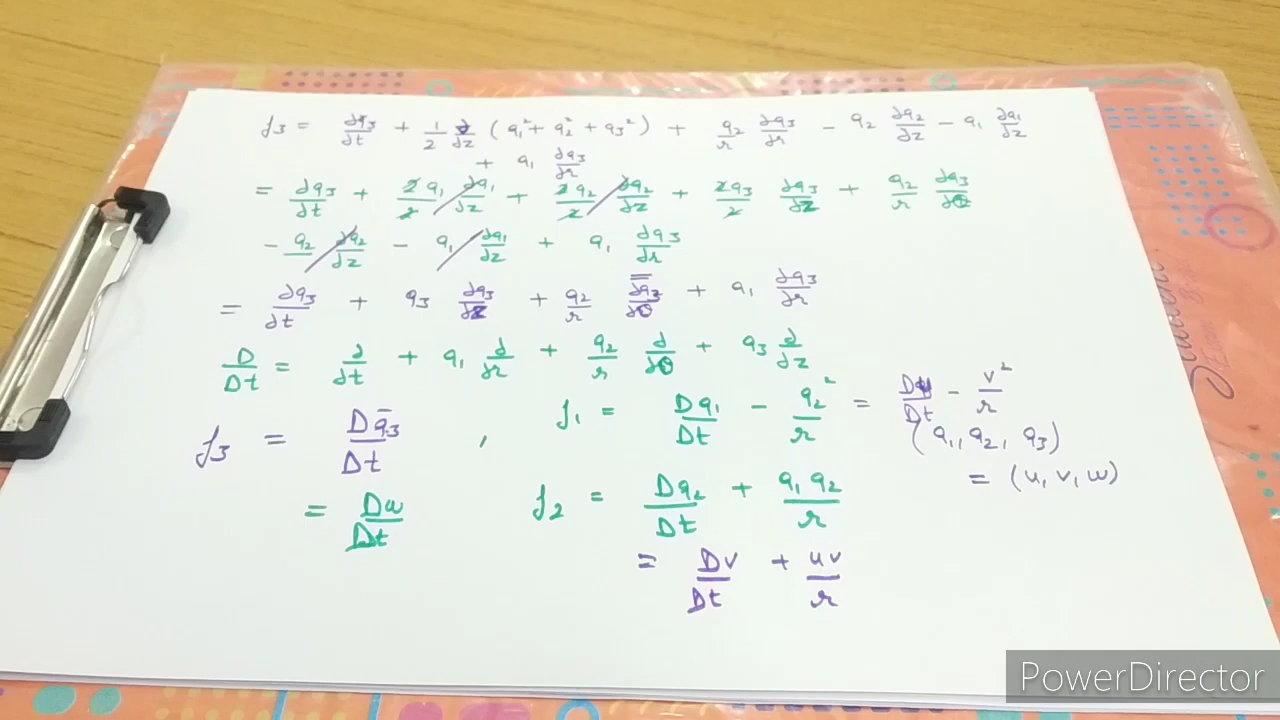 f₃ = ∂q₃/∂t + 1/2 ∂/∂z (q₁² + q₂² + q₃²) + q₂/r ∂q₃/∂r − q₂ ∂q₂/∂z − q₁ ∂q₁/∂z
+ q₁ ∂q₃/∂r
= ∂q₃/∂t + 2q₁/2 ∂q₁/∂z + 2q₂/2 ∂q₂/∂z + 2q₃/2 ∂q₃/∂z + q₂/r ∂q₃/∂θ
− q₂ ∂q₂/∂z − q₁ ∂q₁/∂z + q₁ ∂q₃/∂r
= ∂q₃/∂t + q₃ ∂q₃/∂z + q₂/r ∂q₃/∂θ + q₁ ∂q₃/∂r
D/Dt = ∂/∂t + q₁ ∂/∂r + q₂/r ∂/∂θ + q₃ ∂/∂z
f₃ = Dq̄₃/Dt , f₁ = Dq₁/Dt − q₂²/r = Du/Dt − v²/r
(q₁, q₂, q₃)
= (u, v, w)
= Dw/Dt
f₂ = Dq₂/Dt + q₁q₂/r
= Dv/Dt + uv/r
PowerDirector